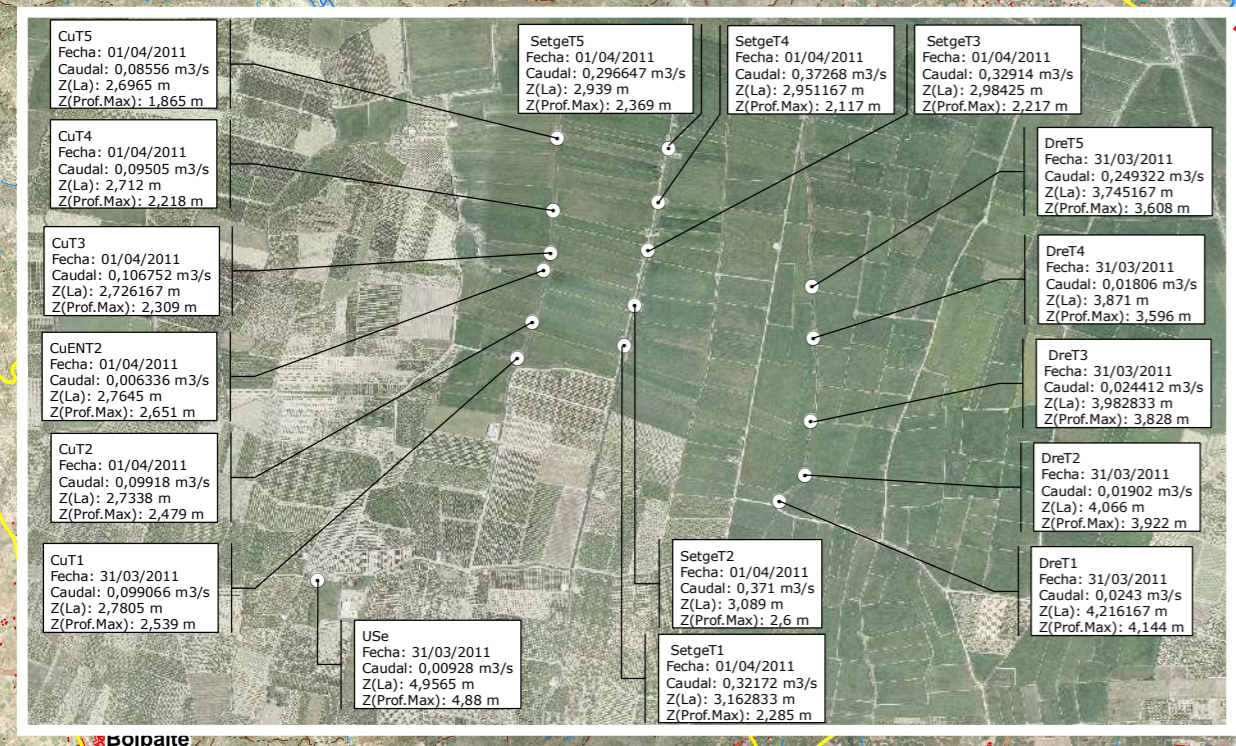 CuT5
Fecha: 01/04/2011
Caudal: 0,08556 m3/s
Z(La): 2,6965 m
Z(Prof.Max): 1,865 m
CuT4
Fecha: 01/04/2011
Caudal: 0,09505 m3/s
Z(La): 2,712 m
Z(Prof.Max): 2,218 m
CuT3
Fecha: 01/04/2011
Caudal: 0,106752 m3/s
Z(La): 2,726167 m
Z(Prof.Max): 2,309 m
CuENT2
Fecha: 01/04/2011
Caudal: 0,006336 m3/s
Z(La): 2,7645 m
Z(Prof.Max): 2,651 m
CuT2
Fecha: 01/04/2011
Caudal: 0,09918 m3/s
Z(La): 2,7338 m
Z(Prof.Max): 2,479 m
CuT1
Fecha: 31/03/2011
Caudal: 0,099066 m3/s
Z(La): 2,7805 m
Z(Prof.Max): 2,539 m
USe
Fecha: 31/03/2011
Caudal: 0,00928 m3/s
Z(La): 4,9565 m
Z(Prof.Max): 4,88 m
SetgeT5
Fecha: 01/04/2011
Caudal: 0,296647 m3/s
Z(La): 2,939 m
Z(Prof.Max): 2,369 m
SetgeT4
Fecha: 01/04/2011
Caudal: 0,37268 m3/s
Z(La): 2,951167 m
Z(Prof.Max): 2,117 m
SetgeT3
Fecha: 01/04/2011
Caudal: 0,32914 m3/s
Z(La): 2,98425 m
Z(Prof.Max): 2,217 m
SetgeT2
Fecha: 01/04/2011
Caudal: 0,371 m3/s
Z(La): 3,089 m
Z(Prof.Max): 2,6 m
SetgeT1
Fecha: 01/04/2011
Caudal: 0,32172 m3/s
Z(La): 3,162833 m
Z(Prof.Max): 2,285 m
DreT5
Fecha: 31/03/2011
Caudal: 0,249322 m3/s
Z(La): 3,745167 m
Z(Prof.Max): 3,608 m
DreT4
Fecha: 31/03/2011
Caudal: 0,01806 m3/s
Z(La): 3,871 m
Z(Prof.Max): 3,596 m
DreT3
Fecha: 31/03/2011
Caudal: 0,024412 m3/s
Z(La): 3,982833 m
Z(Prof.Max): 3,828 m
DreT2
Fecha: 31/03/2011
Caudal: 0,01902 m3/s
Z(La): 4,066 m
Z(Prof.Max): 3,922 m
DreT1
Fecha: 31/03/2011
Caudal: 0,0243 m3/s
Z(La): 4,216167 m
Z(Prof.Max): 4,144 m
Bolbaite